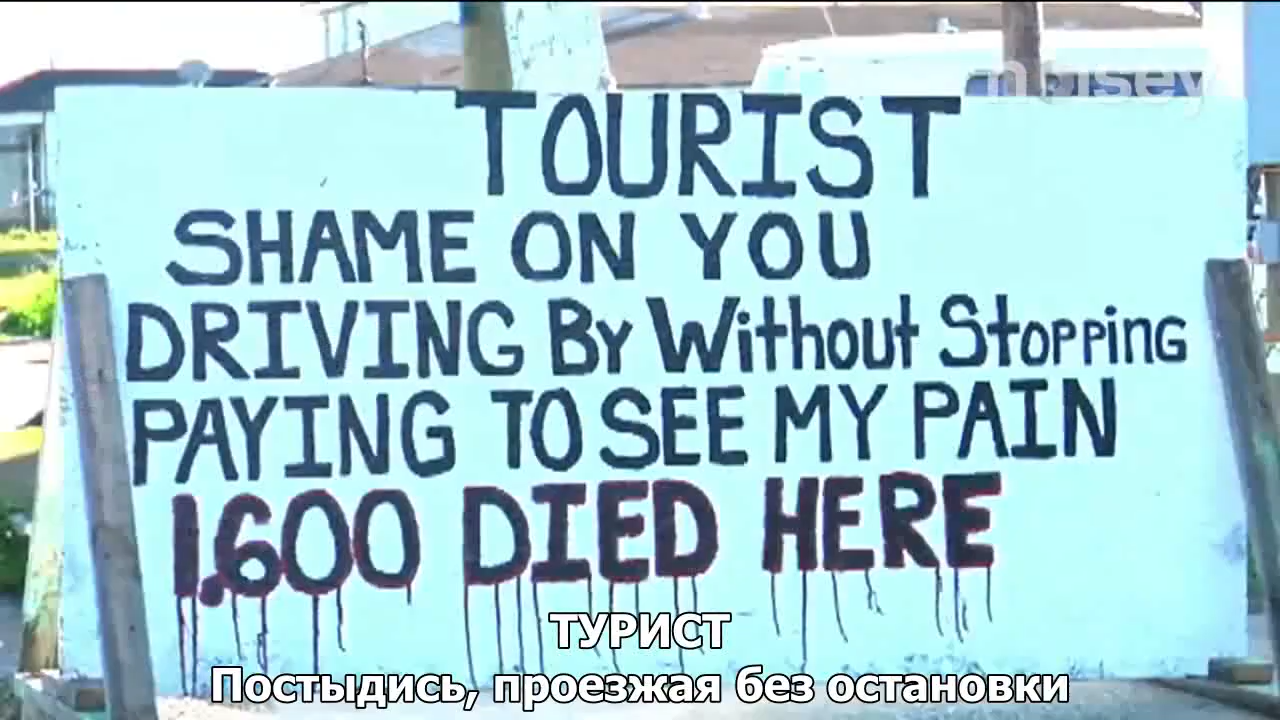 noisey
TOURIST
SHAME ON YOU
DRIVING BY Without Stopping
PAYING TO SEE MY PAIN
1,600 DIED HERE
ТУРИСТ
Постыдись, проезжая без остановки